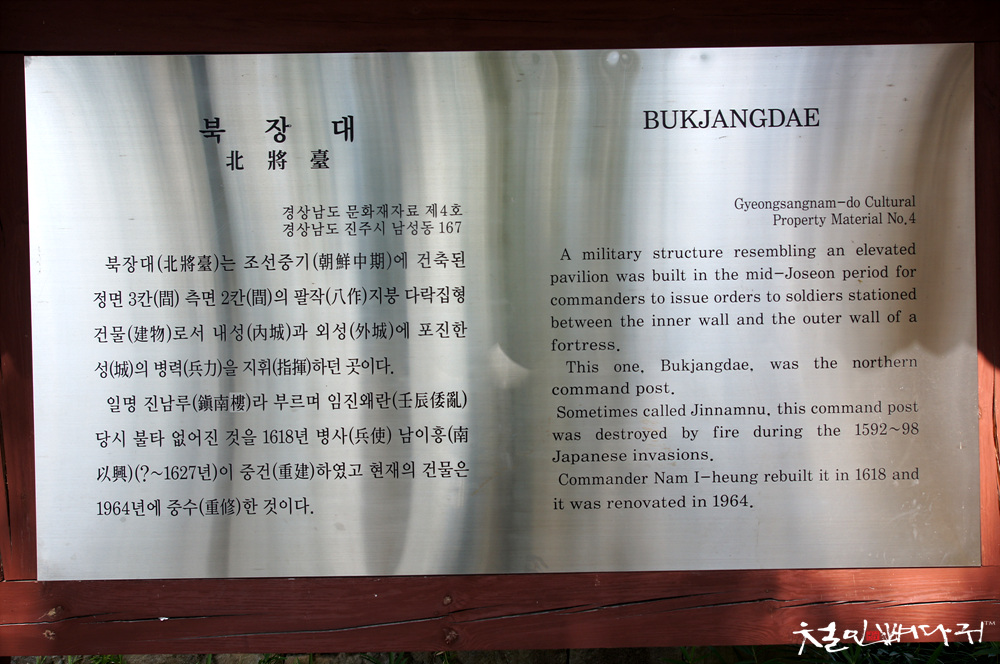 북 장 대
北 將 臺
경상남도 문화재자료 제4호
경상남도 진주시 남성동 167
북장대(北將臺)는 조선중기(朝鮮中期)에 건축된
정면 3칸(間) 측면 2칸(間)의 팔작(八作)지붕 다락집형
건물(建物)로서 내성(內城)과 외성(外城)에 포진한
성(城)의 병력(兵力)을 지휘(指揮)하던 곳이다.
일명 진남루(鎭南樓)라 부르며 임진왜란(壬辰倭亂)
당시 불타 없어진 것을 1618년 병사(兵使) 남이흥(南
以興)(?~1627년)이 중건(重建)하였고 현재의 건물은
1964년에 중수(重修)한 것이다.
BUKJANGDAE
Gyeongsangnam-do Cultural
Property Material No.4
A military structure resembling an elevated
pavilion was built in the mid-Joseon period for
commanders to issue orders to soldiers stationed
between the inner wall and the outer wall of a
fortress.
This one, Bukjangdae, was the northern
command post.
Sometimes called Jinnamnu, this command post
was destroyed by fire during the 1592~98
Japanese invasions.
Commander Nam I-heung rebuilt it in 1618 and
it was renovated in 1964.